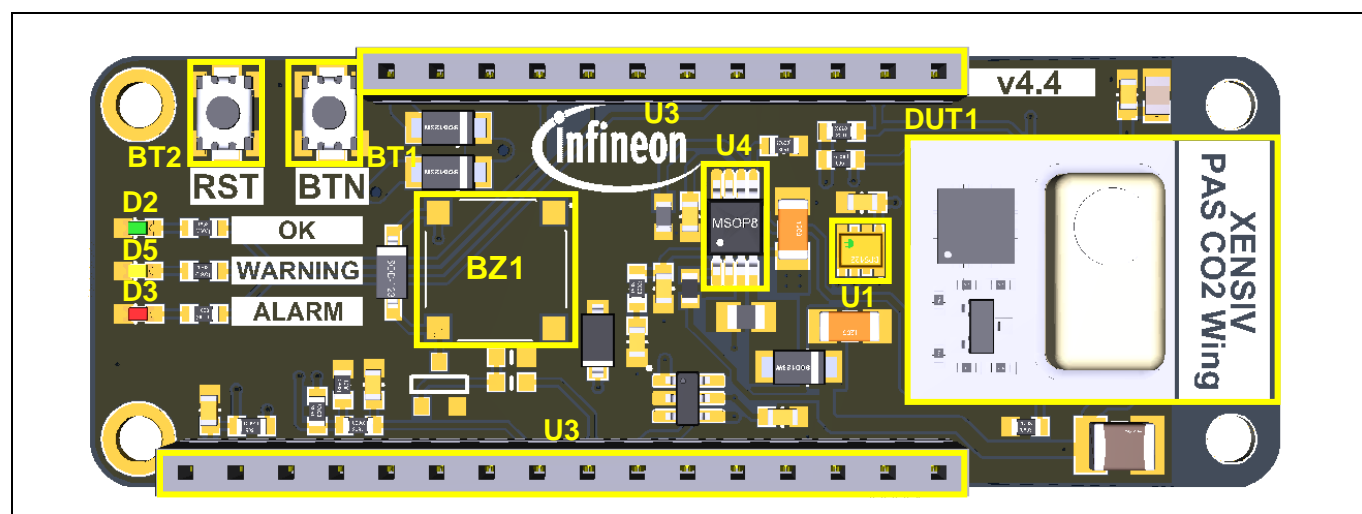 v4.4
U3
DUT1
infineon
U4
BT2
BT1
RST
BTN
XENSIV
PAS CO2 Wing
D2
OK
MSOP8
D5
WARNING
BZ1
D3
ALARM
U1
U3